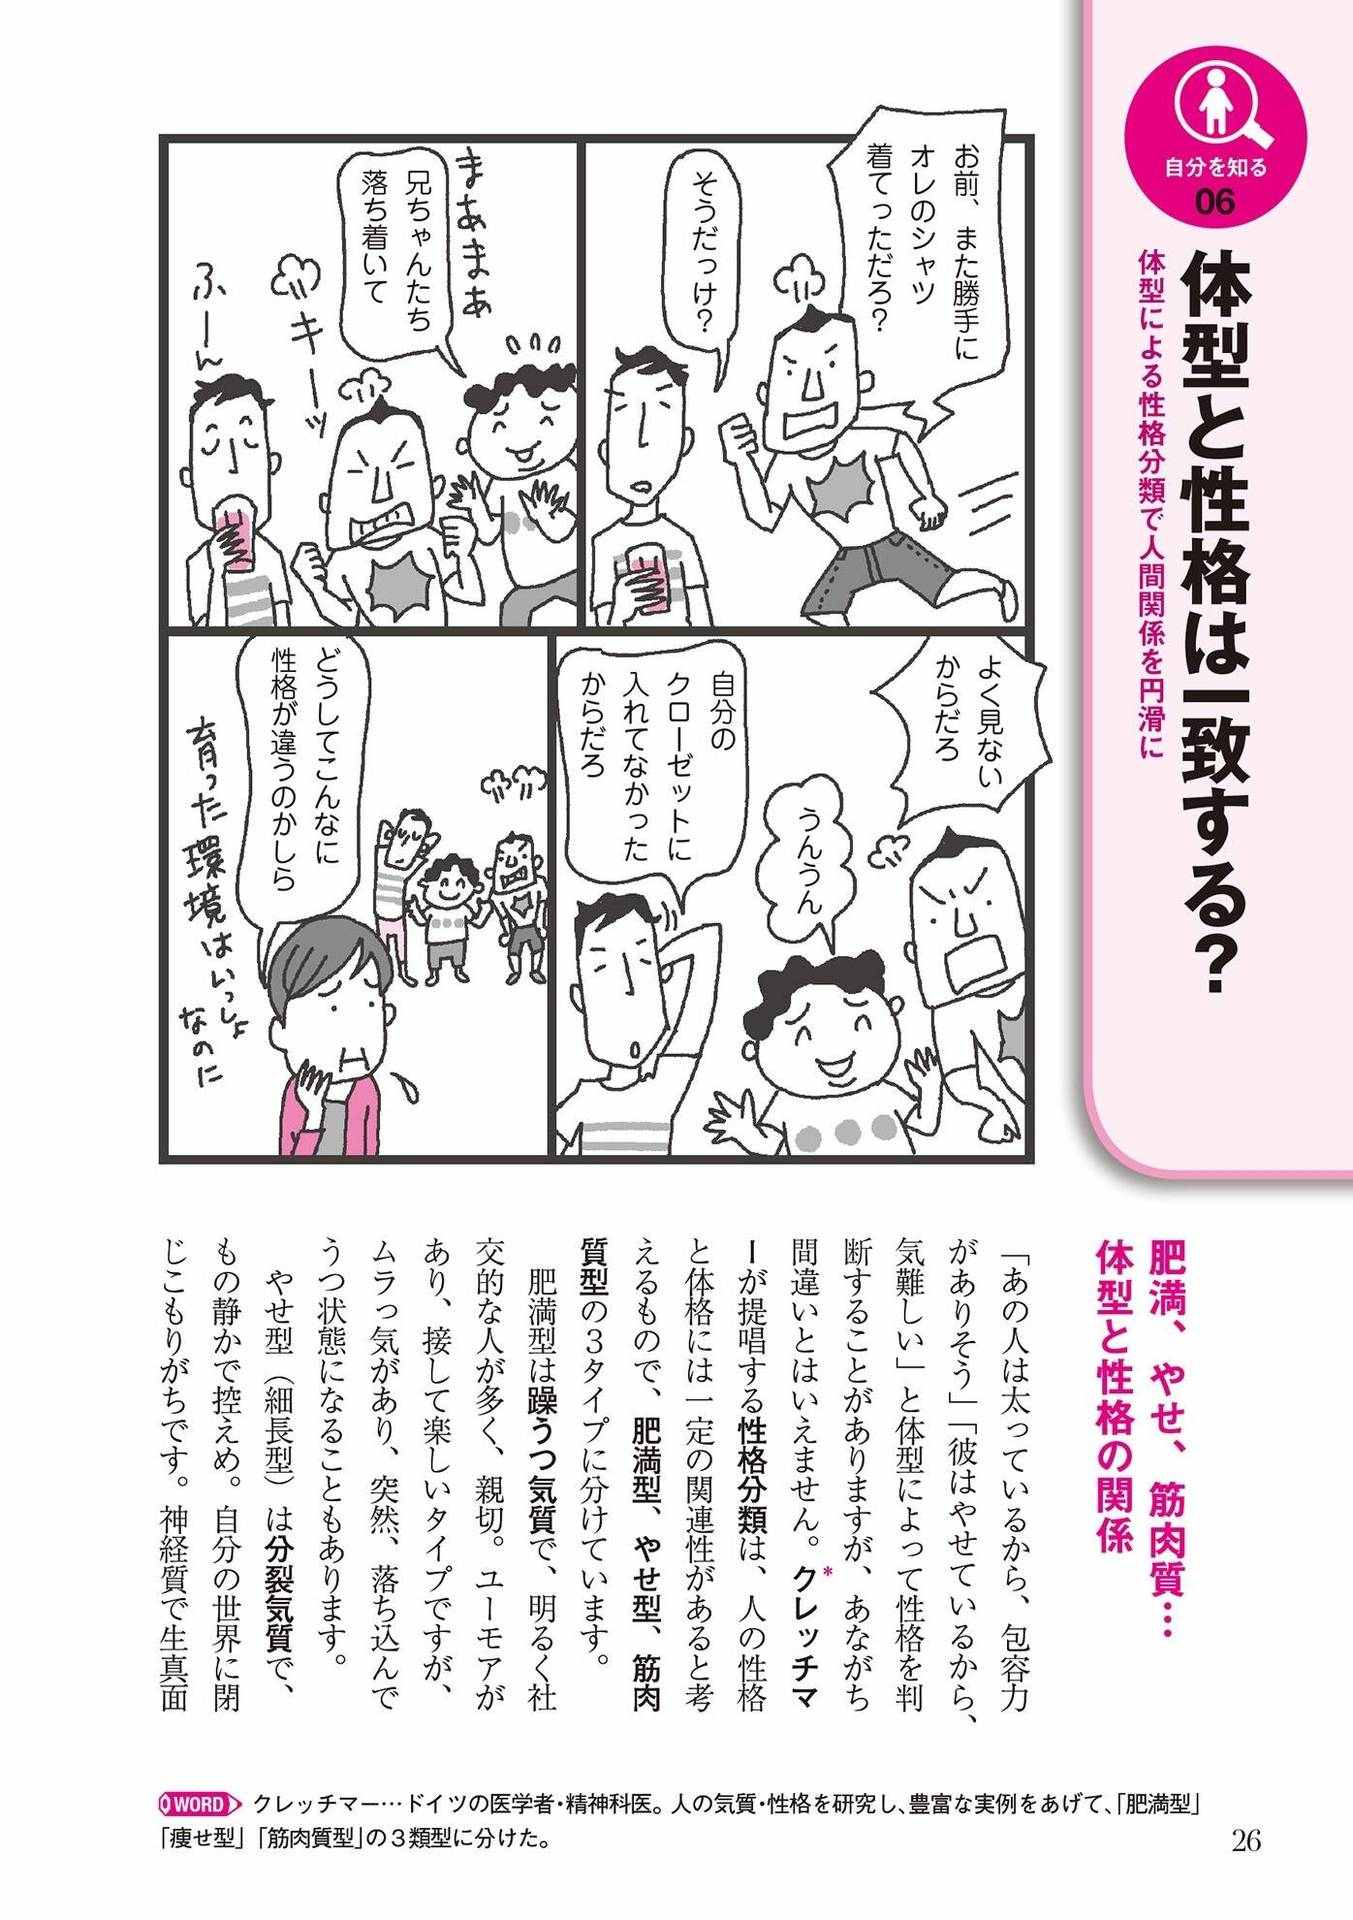 自分を知る
06
体型と性格は一致する？
体型による性格分類で人間関係を円滑に
お前、また勝手に
オレのシャツ
着てっただろ？
そうだっけ？
まあまあ
兄ちゃんたち
落ち着いて
キーッ
ふーん
よく見ない
からだろ
うんうん
自分の
クローゼットに
入れてなかった
からだろ
どうしてこんなに
性格が違うのかしら
育った環境はいっしょ
なのに
肥満、やせ、筋肉質…
体型と性格の関係
「あの人は太っているから、包容力
がありそう」「彼はやせているから、
気難しい」と体型によって性格を判
断することがありますが、あながち
間違いとはいえません。クレッチマ
*
ーが提唱する性格分類は、人の性格
と体格には一定の関連性があると考
えるもので、肥満型、やせ型、筋肉
質型の３タイプに分けています。
肥満型は躁うつ気質で、明るく社
交的な人が多く、親切。ユーモアが
あり、接して楽しいタイプですが、
ムラっ気があり、突然、落ち込んで
うつ状態になることもあります。
やせ型（細長型）は分裂気質で、
もの静かで控えめ。自分の世界に閉
じこもりがちです。神経質で生真面
WORD クレッチマー…ドイツの医学者・精神科医。人の気質・性格を研究し、豊富な実例をあげて、「肥満型」
「痩せ型」「筋肉質型」の３類型に分けた。
26